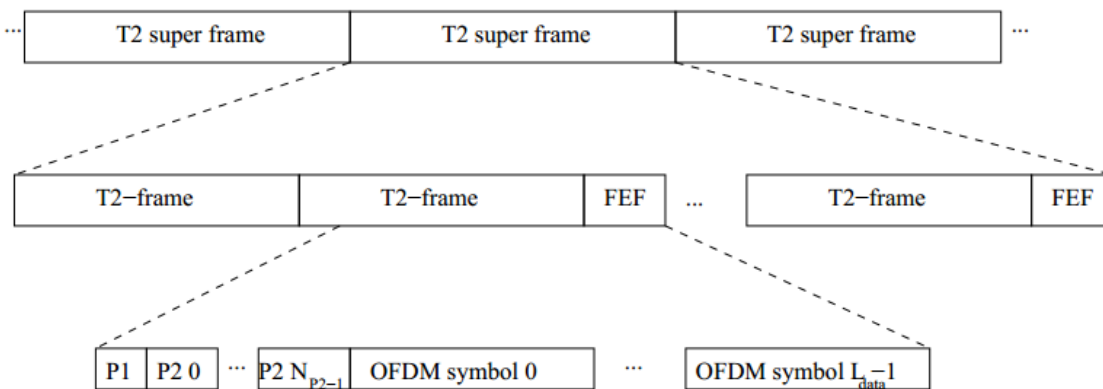 ... T2 super frame T2 super frame T2 super frame ...
T2−frame T2−frame FEF ... T2−frame FEF
P1 P2 0 ... P2 N_P2−1 OFDM symbol 0 ... OFDM symbol L_data−1